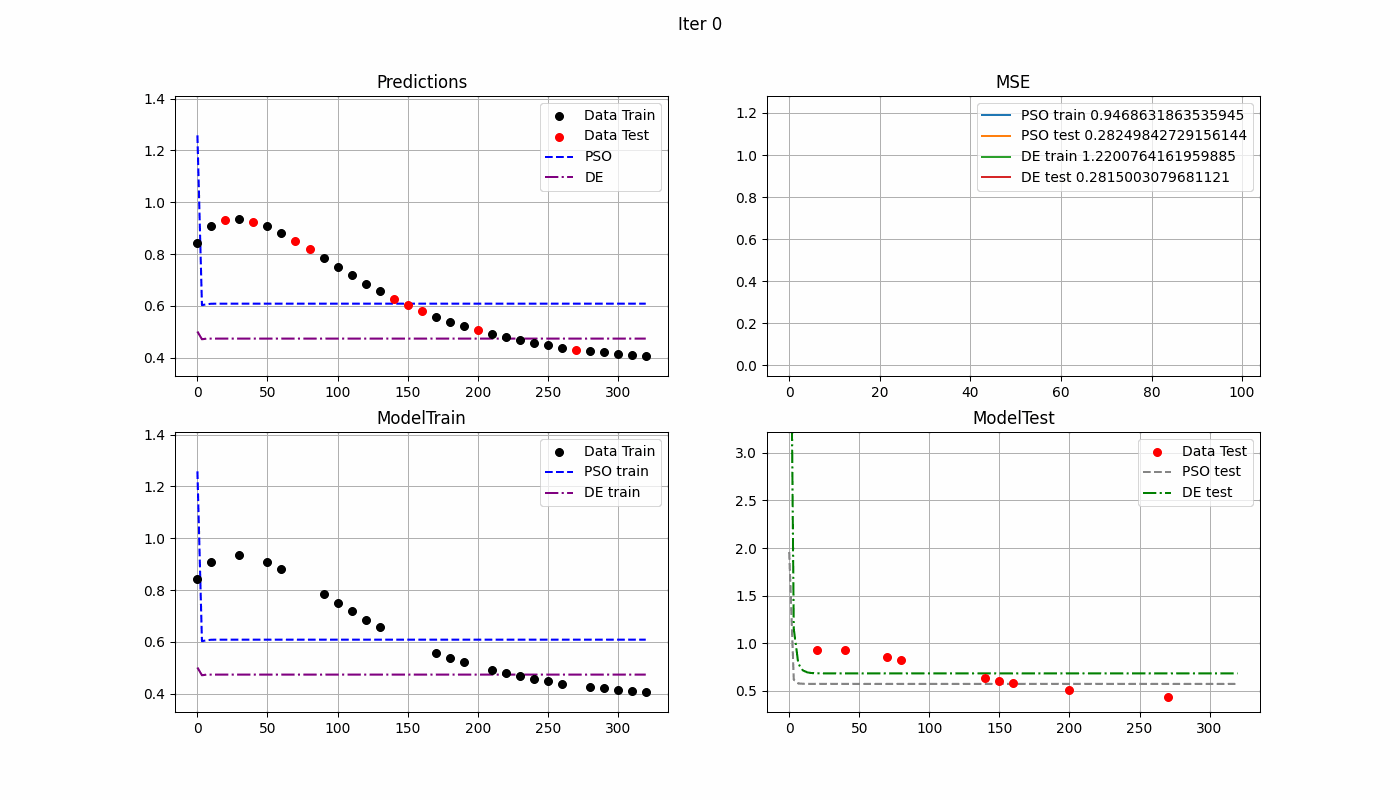 Iter 0
Predictions
1.4
1.2
1.0
0.8
0.6
0.4
0 50 100 150 200 250 300
Data Train
Data Test
PSO
DE
MSE
1.2
1.0
0.8
0.6
0.4
0.2
0.0
0 20 40 60 80 100
PSO train 0.9468631863535945
PSO test 0.28249842729156144
DE train 1.2200764161959885
DE test 0.2815003079681121
ModelTrain
1.4
1.2
1.0
0.8
0.6
0.4
0 50 100 150 200 250 300
Data Train
PSO train
DE train
ModelTest
3.0
2.5
2.0
1.5
1.0
0.5
0 50 100 150 200 250 300
Data Test
PSO test
DE test